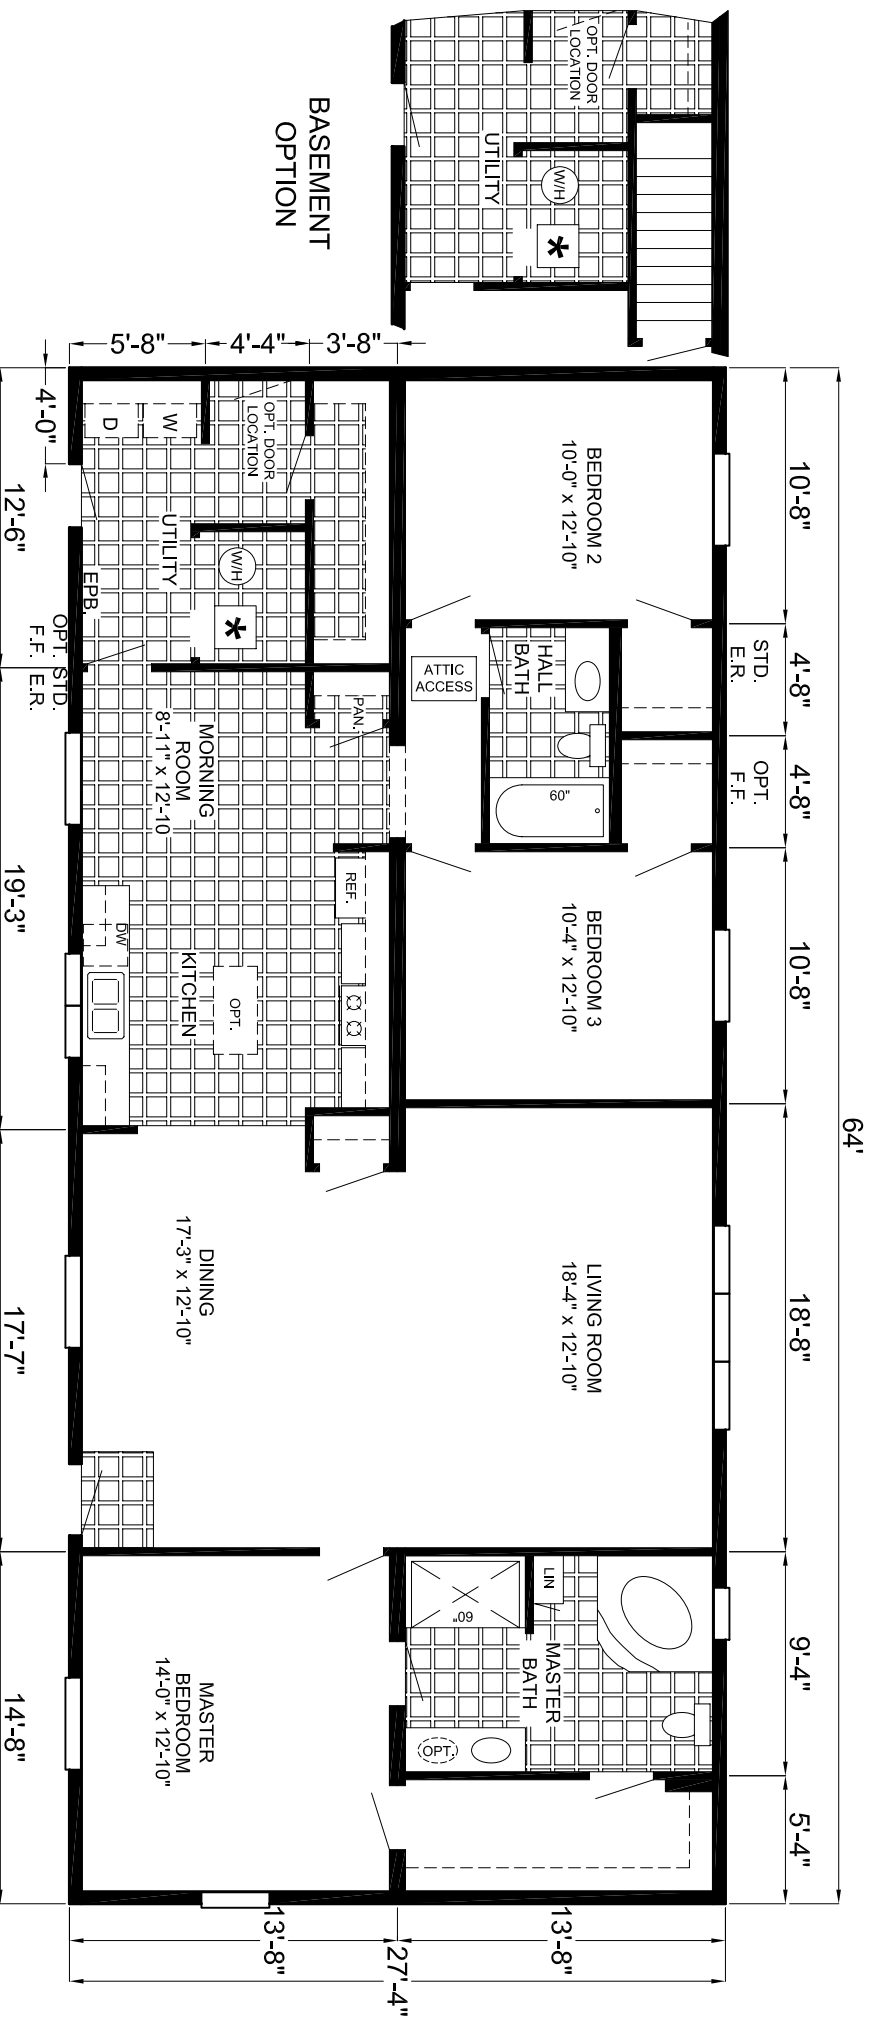 64'
10'-8"
4'-8"
4'-8"
10'-8"
18'-8"
9'-4"
5'-4"
STD.
E.R.
OPT.
F.F.
BEDROOM 2
10'-0" x 12'-10"
HALL
BATH
60"
ATTIC
ACCESS
BEDROOM 3
10'-4" x 12'-10"
LIVING ROOM
18'-4" x 12'-10"
MASTER
BATH
LIN
60"
OPT.
OPT. DOOR
LOCATION
UTILITY
W/H
*
BASEMENT
OPTION
3'-8"
4'-4"
5'-8"
OPT. DOOR
LOCATION
W
D
UTILITY
W/H
*
EPB.
PAN.
MORNING
ROOM
8'-11" x 12'-10
REF.
DW
KITCHEN
OPT.
DINING
17'-3" x 12'-10"
MASTER
BEDROOM
14'-0" x 12'-10"
13'-8"
13'-8"
27'-4"
OPT. STD.
F.F. E.R.
4'-0"
12'-6"
19'-3"
17'-7"
14'-8"